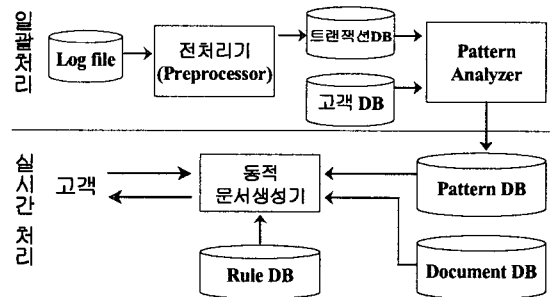 일괄처리
Log file
전처리기
(Preprocessor)
트랜잭션DB
고객 DB
Pattern
Analyzer
실시간 처리
고객
동적
문서생성기
Pattern DB
Rule DB
Document DB